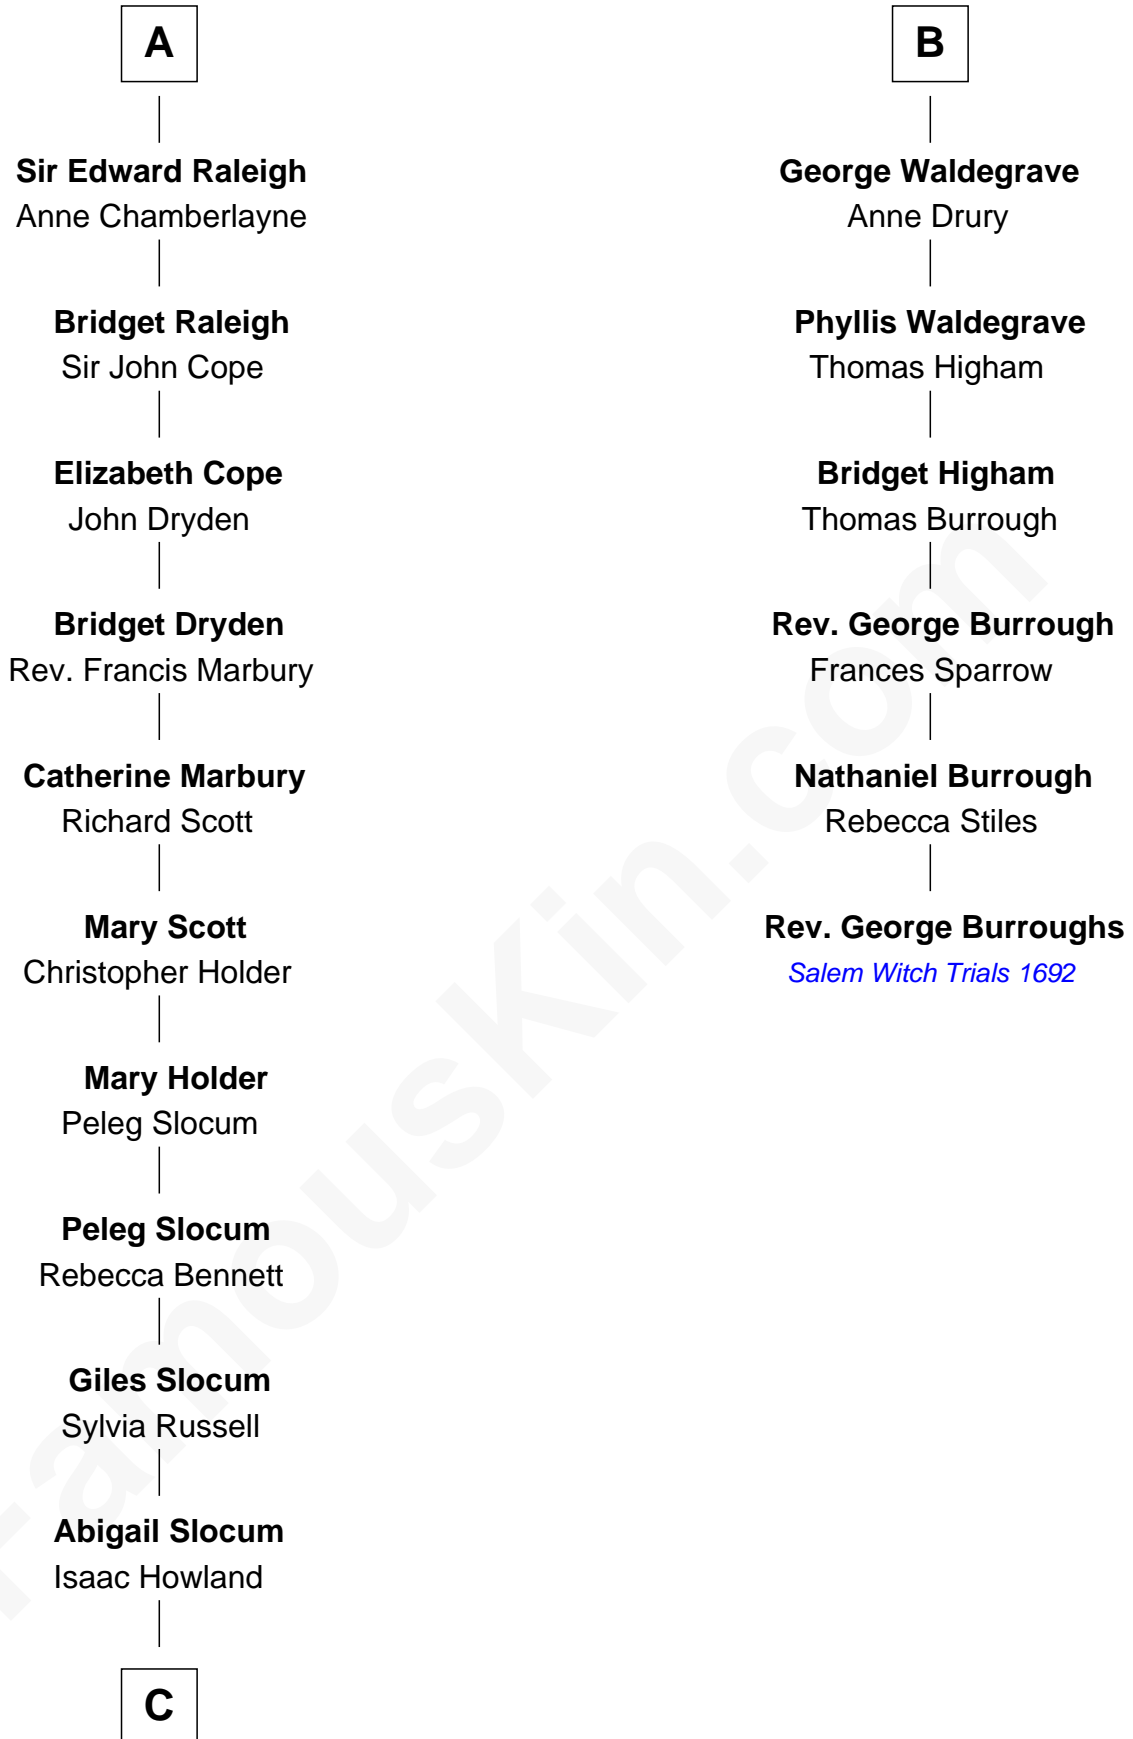 A
Sir Edward Raleigh
Anne Chamberlayne
Bridget Raleigh
Sir John Cope
Elizabeth Cope
John Dryden
Bridget Dryden
Rev. Francis Marbury
Catherine Marbury
Richard Scott
Mary Scott
Christopher Holder
Mary Holder
Peleg Slocum
Peleg Slocum
Rebecca Bennett
Giles Slocum
Sylvia Russell
Abigail Slocum
Isaac Howland
C
B
George Waldegrave
Anne Drury
Phyllis Waldegrave
Thomas Higham
Bridget Higham
Thomas Burrough
Rev. George Burrough
Frances Sparrow
Nathaniel Burrough
Rebecca Stiles
Rev. George Burroughs
Salem Witch Trials 1692
FamousKin.com